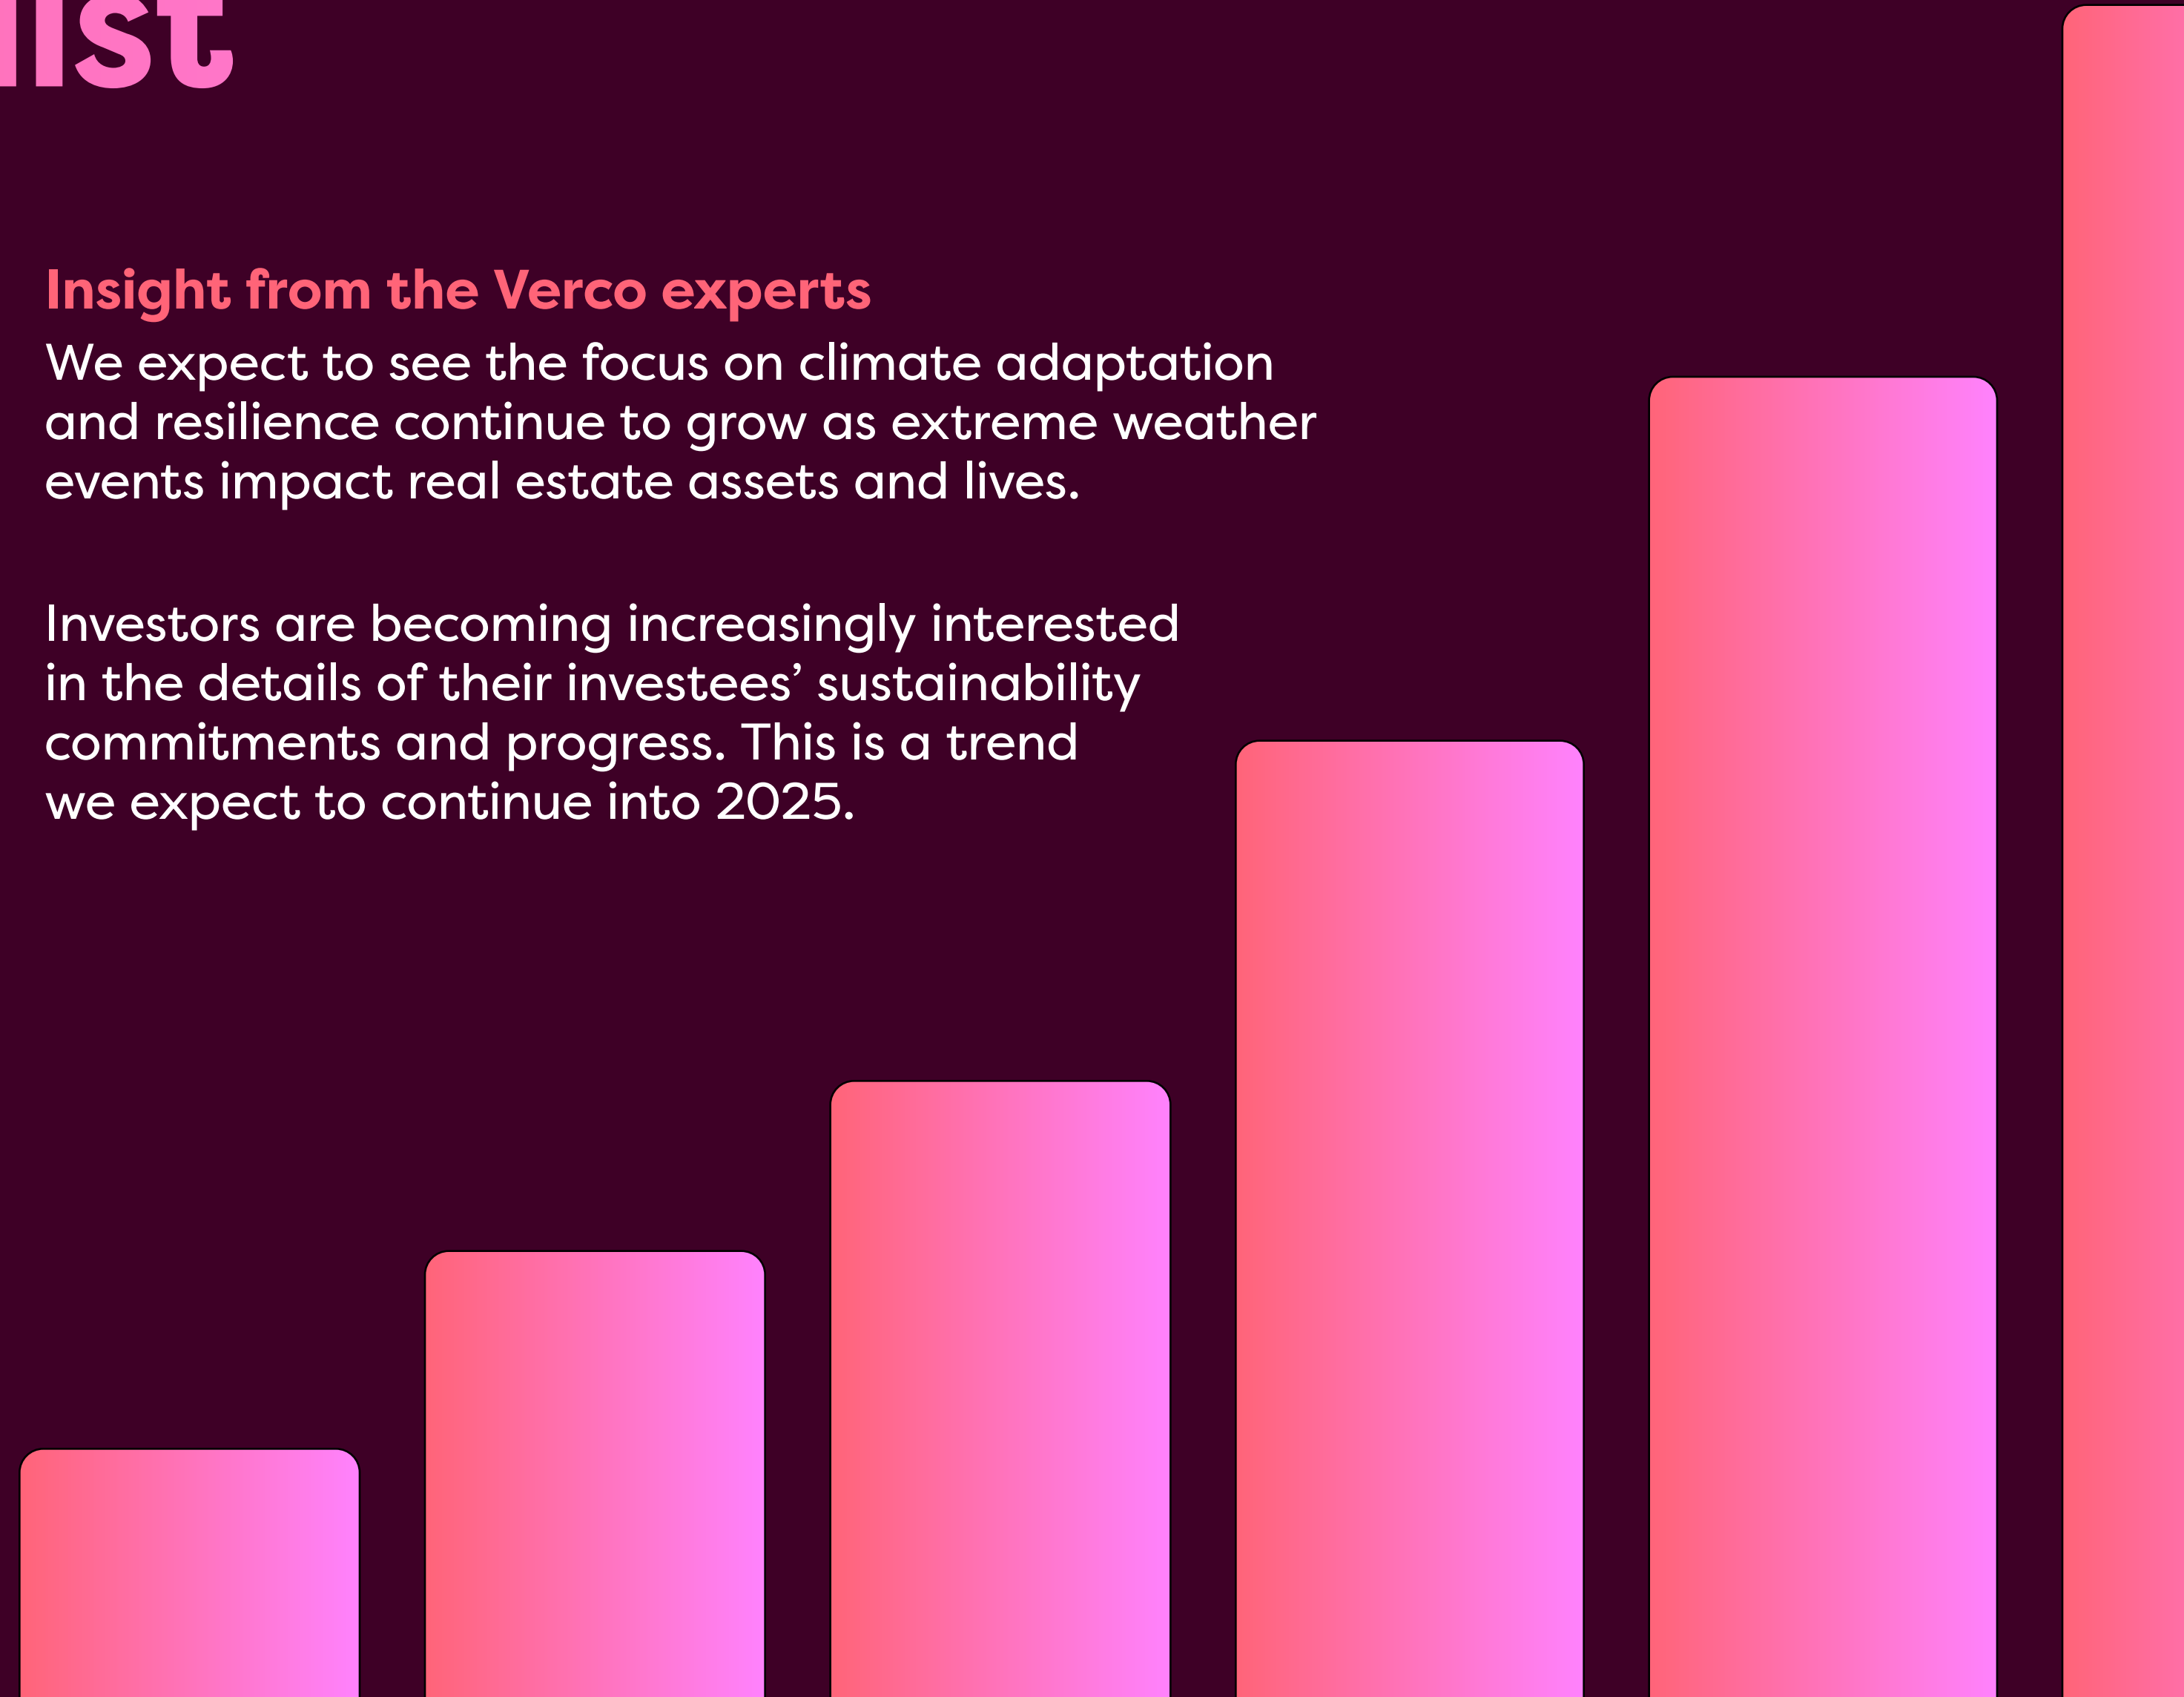 list
Insight from the Verco experts
We expect to see the focus on climate adaptation
and resilience continue to grow as extreme weather
events impact real estate assets and lives.
Investors are becoming increasingly interested
in the details of their investees’ sustainability
commitments and progress. This is a trend
we expect to continue into 2025.